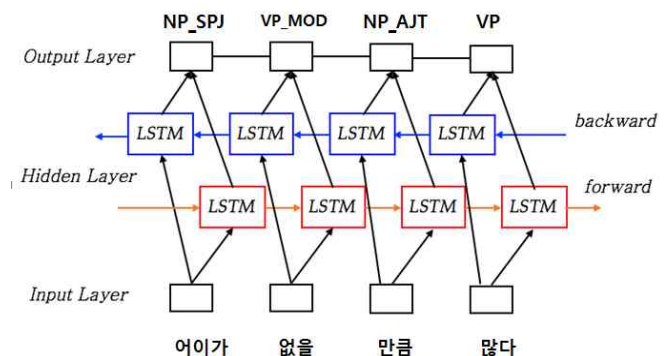 NP_SPJ VP_MOD NP_AJT VP
Output Layer
LSTM LSTM LSTM LSTM backward
Hidden Layer forward
LSTM LSTM LSTM LSTM
Input Layer
어이가 없을 만큼 많다